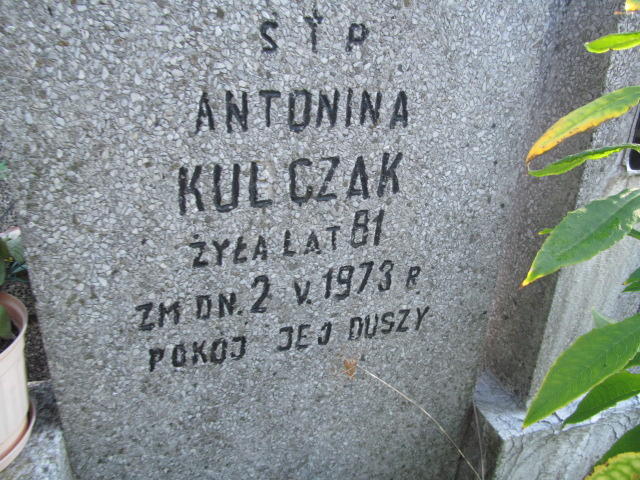 S † P
ANTONINA
KULCZAK
ŻYŁA LAT 81
ZM DN. 2 V. 1973 R
POKÓJ JEJ DUSZY